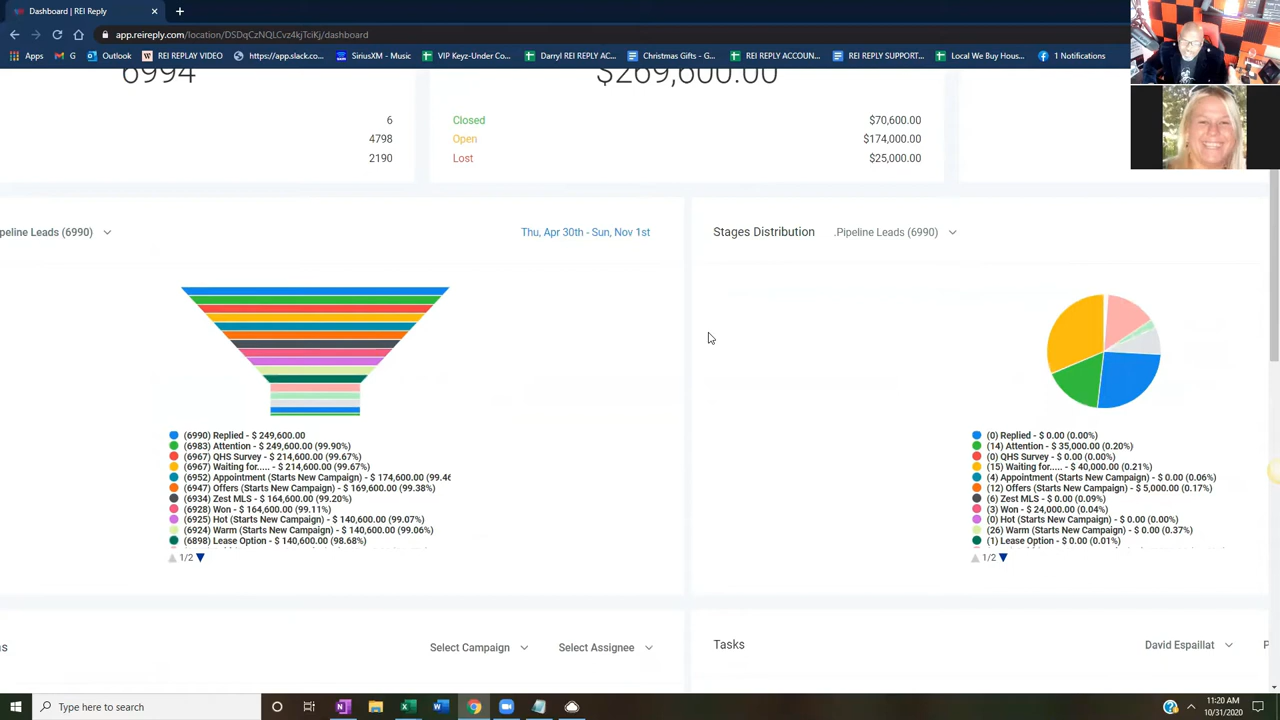 Dashboard | REI Reply
app.reireply.com/location/DSDqCzNQLCvz4kjTciKj/dashboard
Apps G Outlook REI REPLAY VIDEO https://app.slack.co... SiriusXM - Music VIP Keyz-Under Co... Darryl REI REPLY AC... Christmas Gifts - G... REI REPLY ACCOUN... REI REPLY SUPPORT... Local We Buy Hous... 1 Notifications
6994 $269,600.00
6 Closed $70,600.00
4798 Open $174,000.00
2190 Lost $25,000.00
peline Leads (6990) Thu, Apr 30th - Sun, Nov 1st
Stages Distribution .Pipeline Leads (6990)
(6990) Replied - $ 249,600.00
(6983) Attention - $ 249,600.00 (99.90%)
(6967) QHS Survey - $ 214,600.00 (99.67%)
(6967) Waiting for..... - $ 214,600.00 (99.67%)
(6952) Appointment (Starts New Campaign) - $ 174,600.00 (99.46
(6947) Offers (Starts New Campaign) - $ 169,600.00 (99.38%)
(6934) Zest MLS - $ 164,600.00 (99.20%)
(6928) Won - $ 164,600.00 (99.11%)
(6925) Hot (Starts New Campaign) - $ 140,600.00 (99.07%)
(6924) Warm (Starts New Campaign) - $ 140,600.00 (99.06%)
(6898) Lease Option - $ 140,600.00 (98.68%)
1/2
(0) Replied - $ 0.00 (0.00%)
(14) Attention - $ 35,000.00 (0.20%)
(0) QHS Survey - $ 0.00 (0.00%)
(15) Waiting for..... - $ 40,000.00 (0.21%)
(4) Appointment (Starts New Campaign) - $ 0.00 (0.06%)
(12) Offers (Starts New Campaign) - $ 5,000.00 (0.17%)
(6) Zest MLS - $ 0.00 (0.09%)
(3) Won - $ 24,000.00 (0.04%)
(0) Hot (Starts New Campaign) - $ 0.00 (0.00%)
(26) Warm (Starts New Campaign) - $ 0.00 (0.37%)
(1) Lease Option - $ 0.00 (0.01%)
1/2
ns Select Campaign Select Assignee
Tasks David Espaillat P
Type here to search
11:20 AM
10/31/2020